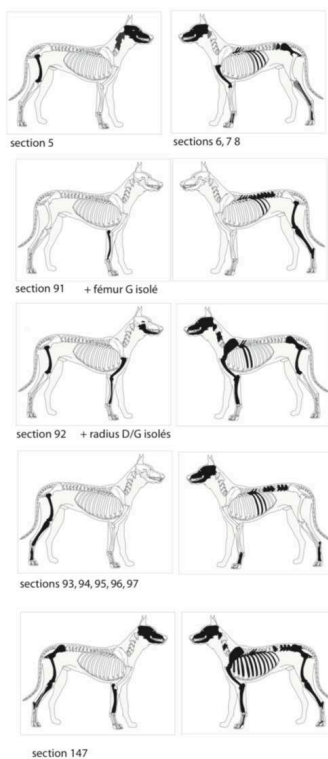 section 5
sections 6, 7 8
section 91 + fémur G isolé
section 92 + radius D/G isolés
sections 93, 94, 95, 96, 97
section 147